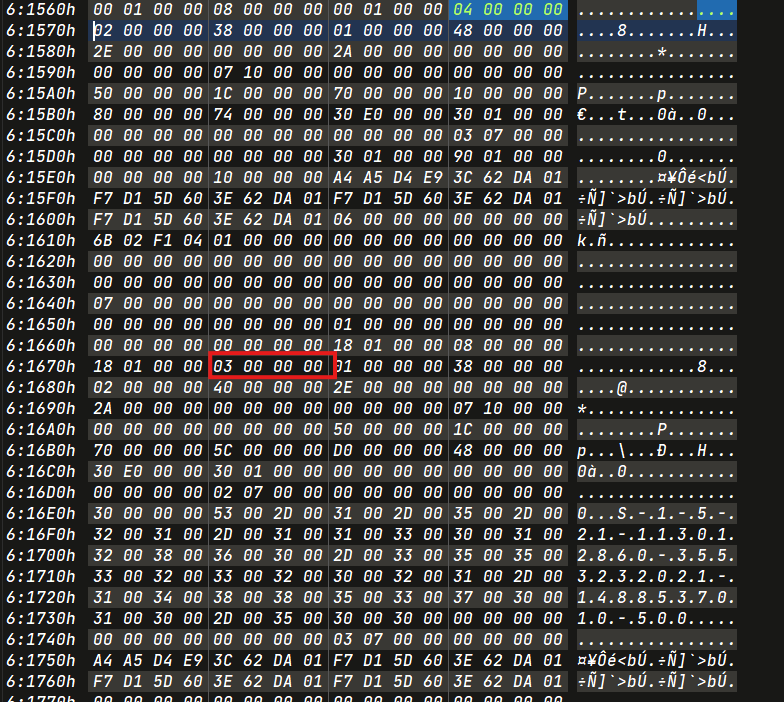 6:1560h 00 01 00 00 08 00 00 00 00 01 00 00 04 00 00 00 ................
6:1570h 02 00 00 00 38 00 00 00 01 00 00 00 48 00 00 00 ....8.......H...
6:1580h 2E 00 00 00 00 00 00 00 2A 00 00 00 00 00 00 00 ........*.......
6:1590h 00 00 00 00 07 10 00 00 00 00 00 00 00 00 00 00 ................
6:15A0h 50 00 00 00 1C 00 00 00 70 00 00 00 10 00 00 00 P.......p.......
6:15B0h 80 00 00 00 74 00 00 00 30 E0 00 00 30 01 00 00 €...t...0à..0...
6:15C0h 00 00 00 00 00 00 00 00 00 00 00 00 03 07 00 00 ................
6:15D0h 00 00 00 00 00 00 00 00 30 01 00 00 90 01 00 00 ........0.......
6:15E0h 00 00 00 00 10 00 00 00 A4 A5 D4 E9 3C 62 DA 01 ........¤¥Ôé<bÚ.
6:15F0h F7 D1 5D 60 3E 62 DA 01 F7 D1 5D 60 3E 62 DA 01 ÷Ñ]`>bÚ.÷Ñ]`>bÚ.
6:1600h F7 D1 5D 60 3E 62 DA 01 06 00 00 00 00 00 00 00 ÷Ñ]`>bÚ.........
6:1610h 6B 02 F1 04 01 00 00 00 00 00 00 00 00 00 00 00 k.ñ.............
6:1620h 00 00 00 00 00 00 00 00 00 00 00 00 00 00 00 00 ................
6:1630h 00 00 00 00 00 00 00 00 00 00 00 00 00 00 00 00 ................
6:1640h 07 00 00 00 00 00 00 00 00 00 00 00 00 00 00 00 ................
6:1650h 00 00 00 00 00 00 00 00 01 00 00 00 00 00 00 00 ................
6:1660h 00 00 00 00 00 00 00 00 18 01 00 00 08 00 00 00 ................
6:1670h 18 01 00 00 03 00 00 00 01 00 00 00 38 00 00 00 ............8...
6:1680h 02 00 00 00 40 00 00 00 2E 00 00 00 00 00 00 00 ....@...........
6:1690h 2A 00 00 00 00 00 00 00 00 00 00 00 07 10 00 00 *...............
6:16A0h 00 00 00 00 00 00 00 00 50 00 00 00 1C 00 00 00 ........P.......
6:16B0h 70 00 00 00 5C 00 00 00 D0 00 00 00 48 00 00 00 p...\...Ð...H...
6:16C0h 30 E0 00 00 30 01 00 00 00 00 00 00 00 00 00 00 0à..0...........
6:16D0h 00 00 00 00 02 07 00 00 00 00 00 00 00 00 00 00 ................
6:16E0h 30 00 00 00 53 00 2D 00 31 00 2D 00 35 00 2D 00 0...S.-.1.-.5.-.
6:16F0h 32 00 31 00 2D 00 31 00 31 00 33 00 30 00 31 00 2.1.-.1.1.3.0.1.
6:1700h 32 00 38 00 36 00 30 00 2D 00 33 00 35 00 35 00 2.8.6.0.-.3.5.5.
6:1710h 33 00 32 00 33 00 32 00 30 00 32 00 31 00 2D 00 3.2.3.2.0.2.1.-.
6:1720h 31 00 34 00 38 00 38 00 35 00 33 00 37 00 30 00 1.4.8.8.5.3.7.0.
6:1730h 31 00 30 00 2D 00 35 00 30 00 30 00 00 00 00 00 1.0.-.5.0.0.....
6:1740h 00 00 00 00 00 00 00 00 03 07 00 00 00 00 00 00 ................
6:1750h A4 A5 D4 E9 3C 62 DA 01 F7 D1 5D 60 3E 62 DA 01 ¤¥Ôé<bÚ.÷Ñ]`>bÚ.
6:1760h F7 D1 5D 60 3E 62 DA 01 F7 D1 5D 60 3E 62 DA 01 ÷Ñ]`>bÚ.÷Ñ]`>bÚ.